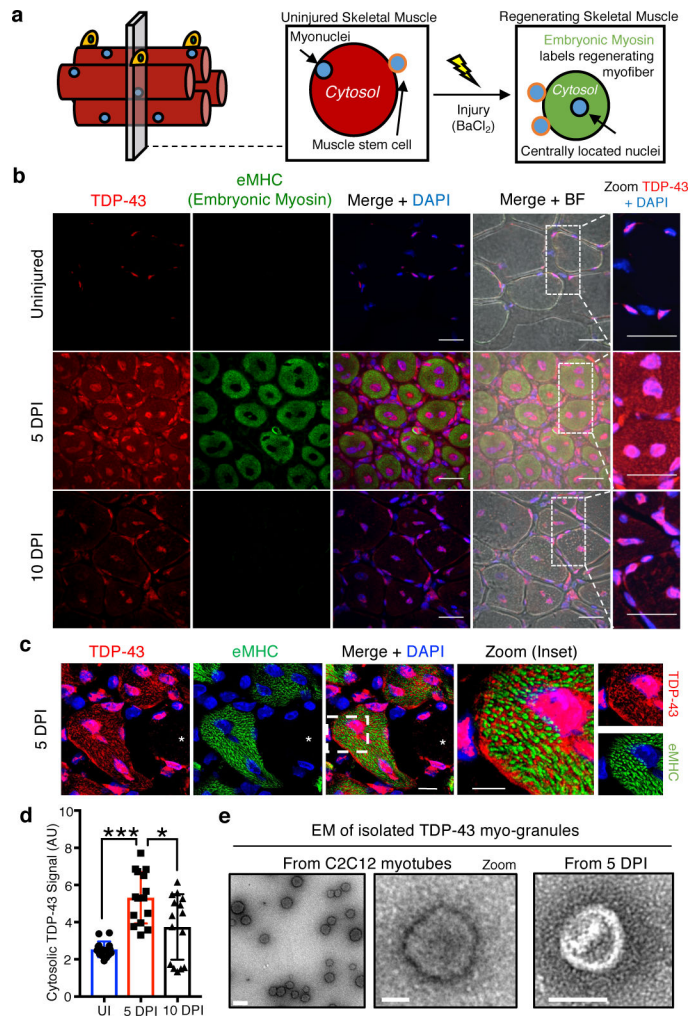 a
Uninjured Skeletal Muscle
Myonuclei
Cytosol
Muscle stem cell
Injury
(BaCl₂)
Regenerating Skeletal Muscle
Embryonic Myosin
labels regenerating
myofiber
Cytosol
Centrally located nuclei
b
TDP-43
eMHC
(Embryonic Myosin)
Merge + DAPI
Merge + BF
Zoom TDP-43
+ DAPI
Uninjured
5 DPI
10 DPI
c
TDP-43
eMHC
Merge + DAPI
Zoom (Inset)
5 DPI
*
*
*
TDP-43
eMHC
d
Cytosolic TDP-43 Signal (AU)
10
8
6
4
2
0
***
*
UI
5 DPI
10 DPI
e
EM of isolated TDP-43 myo-granules
From C2C12 myotubes
Zoom
From 5 DPI